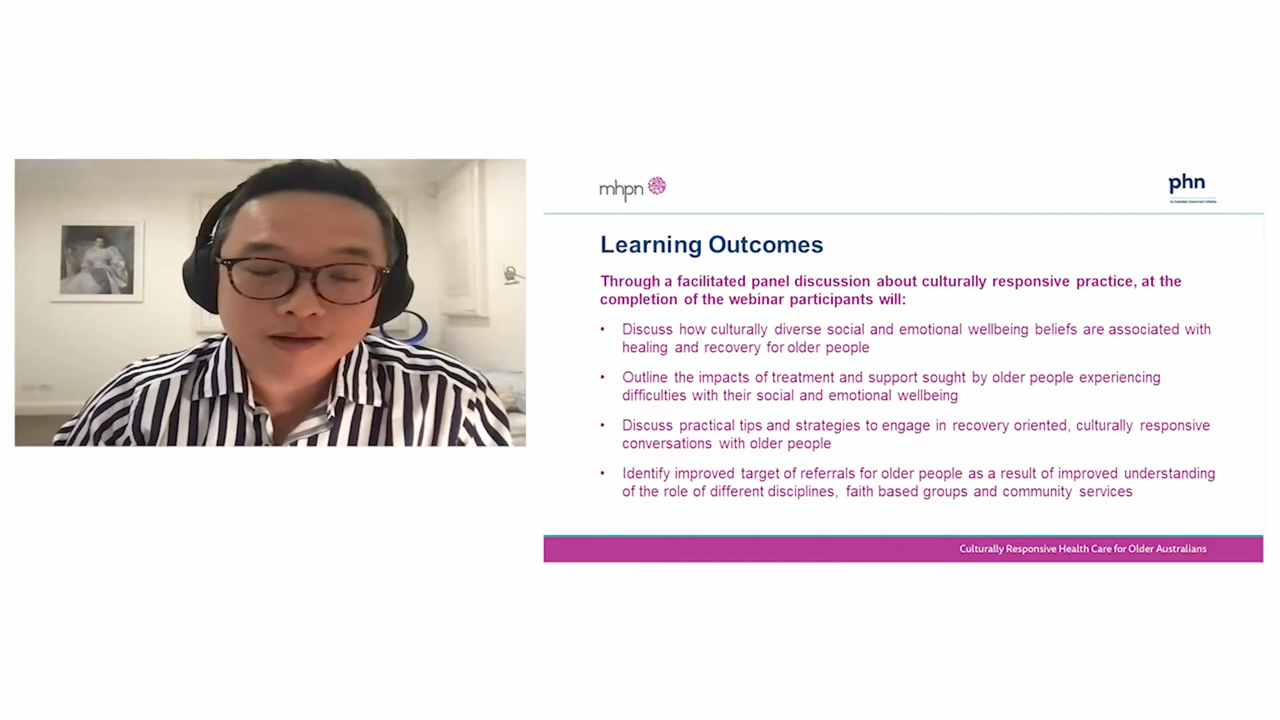 mhpn
phn
An Australian Government Initiative
Learning Outcomes
Through a facilitated panel discussion about culturally responsive practice, at the
completion of the webinar participants will:
• Discuss how culturally diverse social and emotional wellbeing beliefs are associated with
healing and recovery for older people
• Outline the impacts of treatment and support sought by older people experiencing
difficulties with their social and emotional wellbeing
• Discuss practical tips and strategies to engage in recovery oriented, culturally responsive
conversations with older people
• Identify improved target of referrals for older people as a result of improved understanding
of the role of different disciplines, faith based groups and community services
Culturally Responsive Health Care for Older Australians